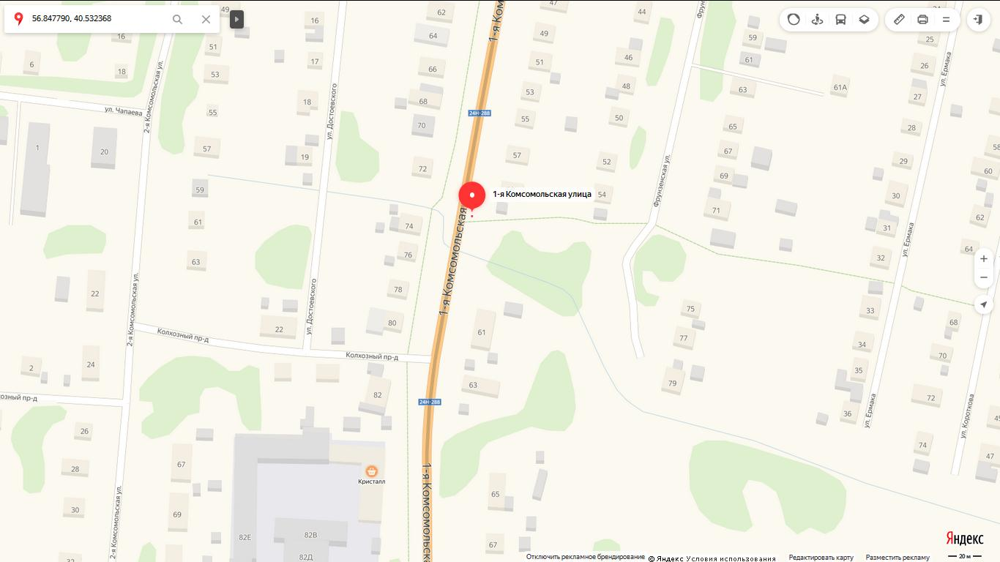 56.847790, 40.532368
49
51
53
55
57
59
61
63
16
18
6
16
17
18
19
62
64
66
68
70
72
74
76
78
80
47
49
51
53
55
57
44
46
48
50
52
54
59
61
63
61А
65
67
69
71
25
26
27
28
29
30
31
32
58
60
62
64
1-я Ком
24Н-288
ул. Чапаева
2-я Комсомольская ул.
ул. Достоевского
Фрунзенская ул.
ул. Ермака
1
20
1-я Комсомольская улица
1-я Комсомольская
22
22
2-я Комсомольская ул.
ул. Достоевского
ул. Ермака
Колхозный пр-д
Колхозный пр-д
2
24
61
63
75
77
79
33
34
35
36
68
70
72
74
45
47
озный пр-д
24Н-288
82
26
28
30
32
67
69
Кристалл
82Е
82В
82Д
65
67
1-я Комсомольска
2-я Комсомольская ул.
ул. Ермака
ул. Короткова
Яндекс
20 м
Отключить рекламное брендирование
© Яндекс Условия использования
Редактировать карту
Разместить рекламу